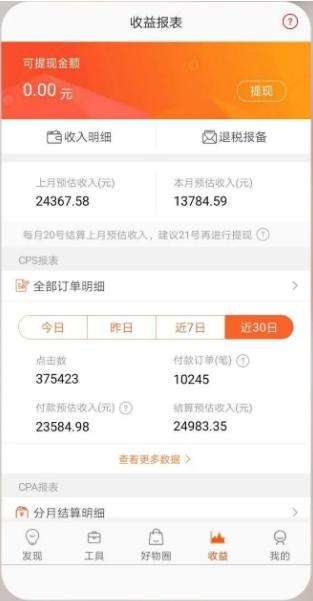 收益报表 ?
可提现金额
0.00 元
提现
收入明细 退税报备
上月预估收入(元) 本月预估收入(元)
24367.58 13784.59
每月20号结算上月预估收入，建议21号再进行提现 ?
CPS报表
全部订单明细
今日 昨日 近7日 近30日
点击数 付款订单(笔) ?
375423 10245
付款预估收入(元) ? 结算预估收入(元)
23584.98 24983.35
查看更多数据 >
CPA报表
分月结算明细
发现 工具 好物圈 收益 我的